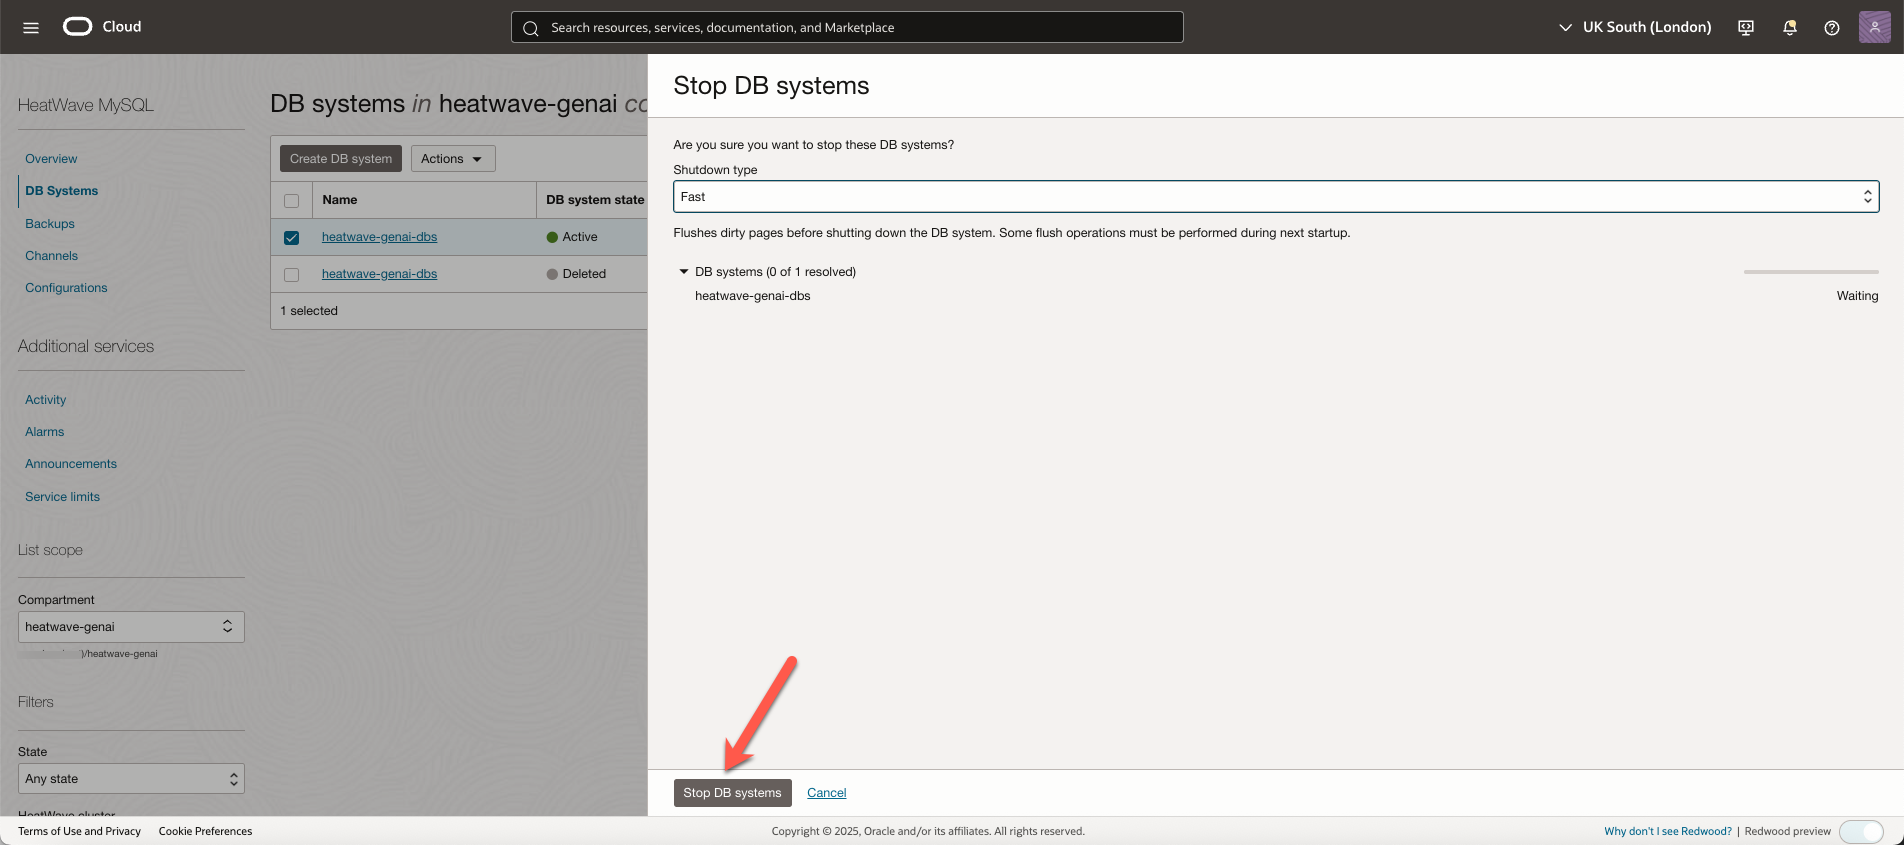 Cloud
Search resources, services, documentation, and Marketplace
UK South (London)
HeatWave MySQL
Overview
DB Systems
Backups
Channels
Configurations
Additional services
Activity
Alarms
Announcements
Service limits
List scope
Compartment
heatwave-genai
)/heatwave-genai
Filters
State
Any state
HeatWave cluster
DB systems in heatwave-genai co
Create DB system
Actions
Name
DB system state
heatwave-genai-dbs
Active
heatwave-genai-dbs
Deleted
1 selected
Stop DB systems
Are you sure you want to stop these DB systems?
Shutdown type
Fast
Flushes dirty pages before shutting down the DB system. Some flush operations must be performed during next startup.
DB systems (0 of 1 resolved)
heatwave-genai-dbs
Waiting
Stop DB systems
Cancel
Terms of Use and Privacy
Cookie Preferences
Copyright © 2025, Oracle and/or its affiliates. All rights reserved.
Why don't I see Redwood? | Redwood preview